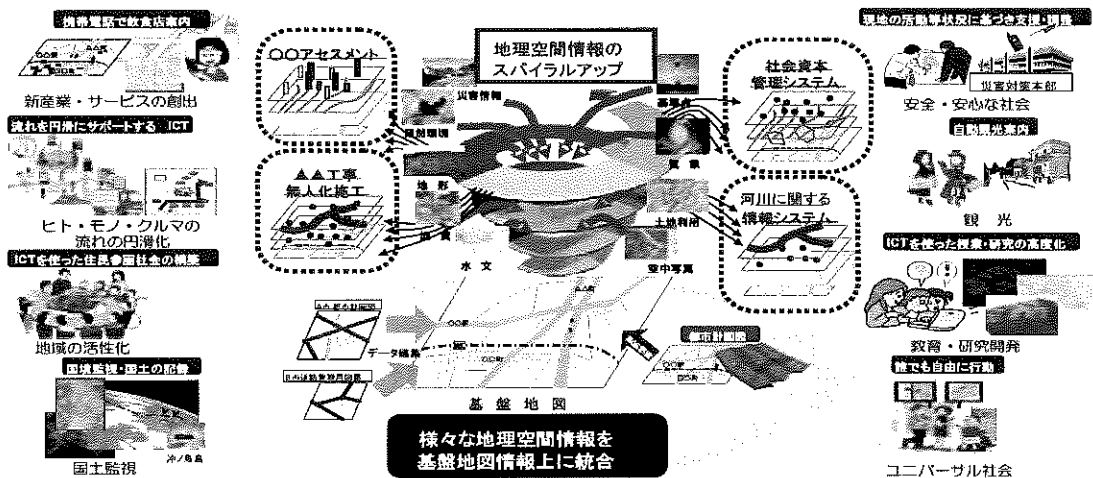 携帯電話で飲食店案内
新産業・サービスの創出
流れを円滑にサポートする ICT
ヒト・モノ・クルマの
流れの円滑化
ICTを使った住民参画社会の構築
地域の活性化
国境監視・国土の記憶
沖ノ鳥島
国土監視
〇〇アセスメント
△△工事
無人化施工
地理空間情報の
スパイラルアップ
災害情報
地形
水文
基準点
土地利用
空中写真
社会資本
管理システム
河川に関する
情報システム
データ編集
都市計画図
基盤地図
様々な地理空間情報を
基盤地図情報上に統合
現地の活動等状況に基づき支援・調整
災害対策本部
安全・安心な社会
自動観光案内
観光
ICTを使った授業・研究の高度化
教育・研究開発
誰でも自由に行動
ユニバーサル社会